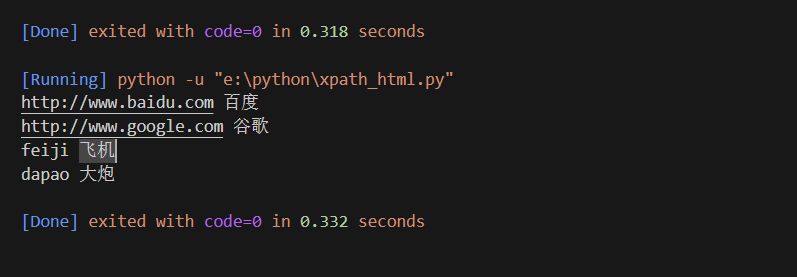 [Done] exited with code=0 in 0.318 seconds
[Running] python -u "e:\python\xpath_html.py"
http://www.baidu.com 百度
http://www.google.com 谷歌
feiji 飞机
dapao 大炮
[Done] exited with code=0 in 0.332 seconds